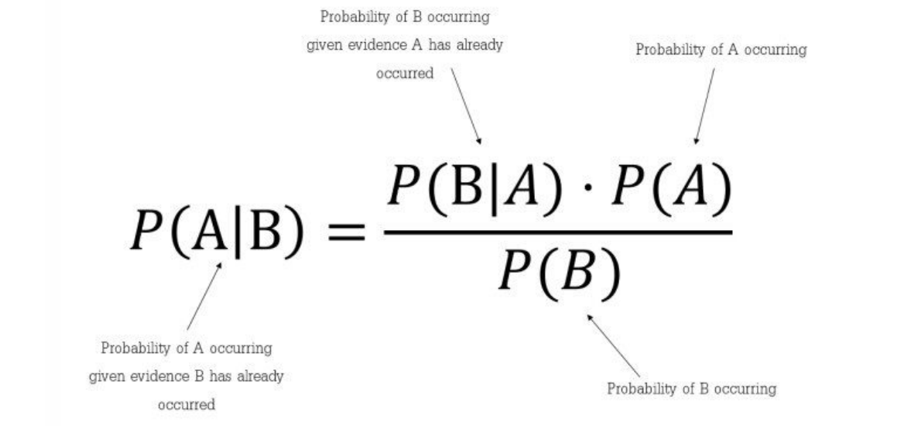 Probability of B occurring
given evidence A has already
occurred
Probability of A occurring
P(B|A) · P(A)
P(A|B) =
P(B)
Probability of A occurring
given evidence B has already
occurred
Probability of B occurring